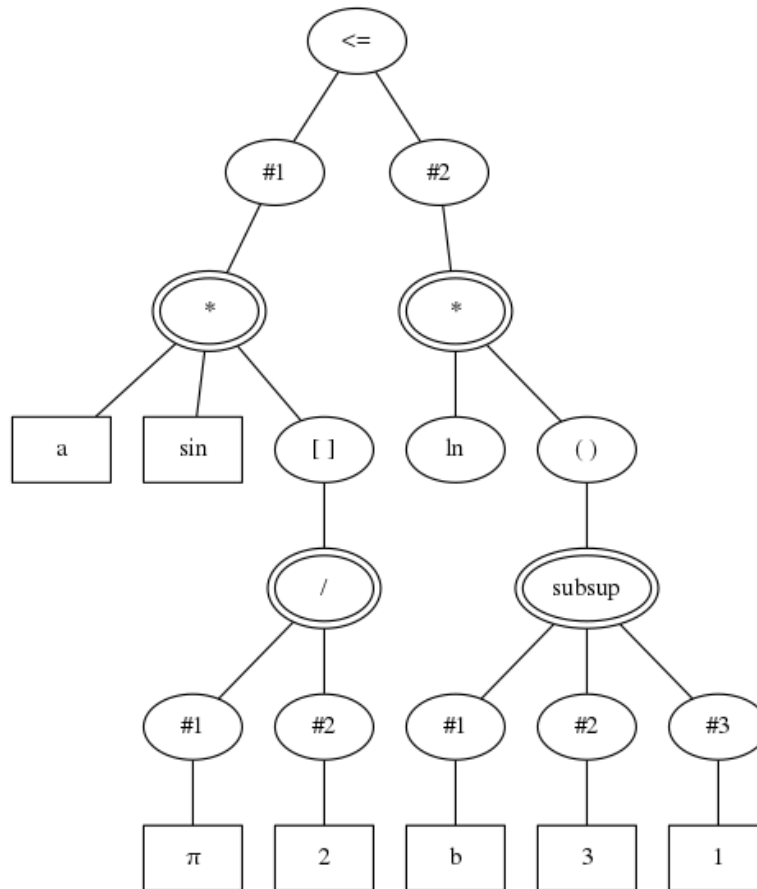 <=
#1 #2
* *
a sin [ ] ln ( )
/ subsup
#1 #2 #1 #2 #3
π 2 b 3 1